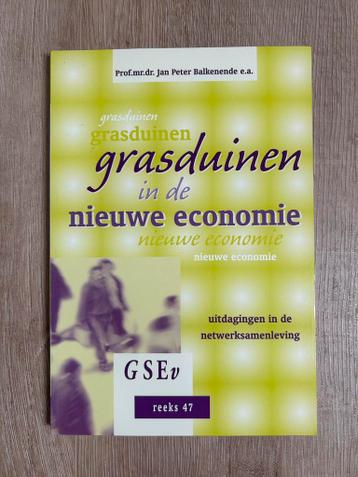 Prof.mr.dr. Jan Peter Balkenende e.a.
grasduinen
grasduinen
grasduinen
in de
nieuwe economie
nieuwe economie
nieuwe economie
uitdagingen in de
netwerksamenleving
GSEv
reeks 47